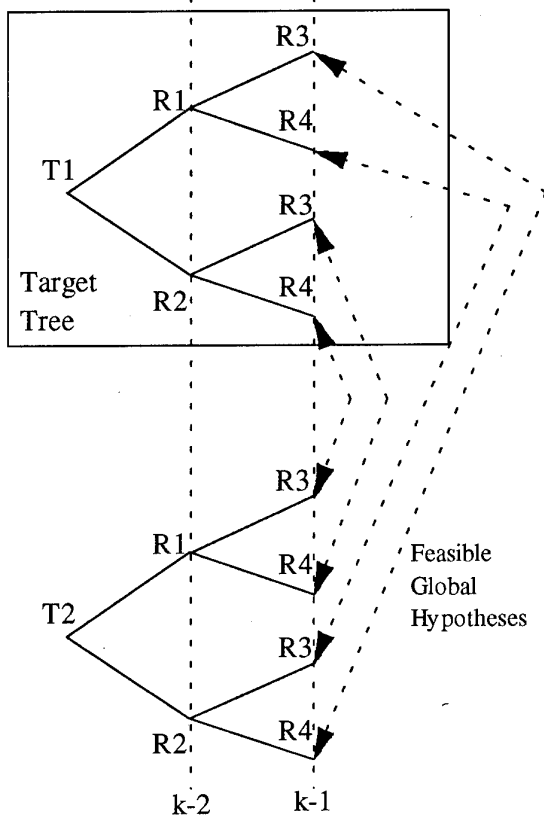 R3
R1
R4
T1
R3
Target
Tree
R2
R4
R3
R1
R4
Feasible
Global
Hypotheses
T2
R3
R2
R4
k-2
k-1